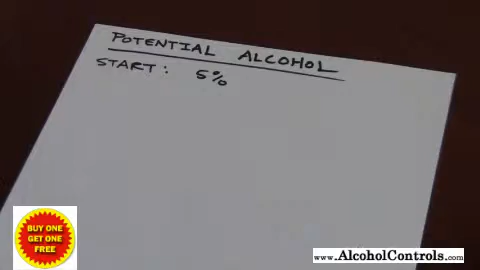 POTENTIAL ALCOHOL
START: 5%
BUY ONE
GET ONE
FREE
www.AlcoholControls.com